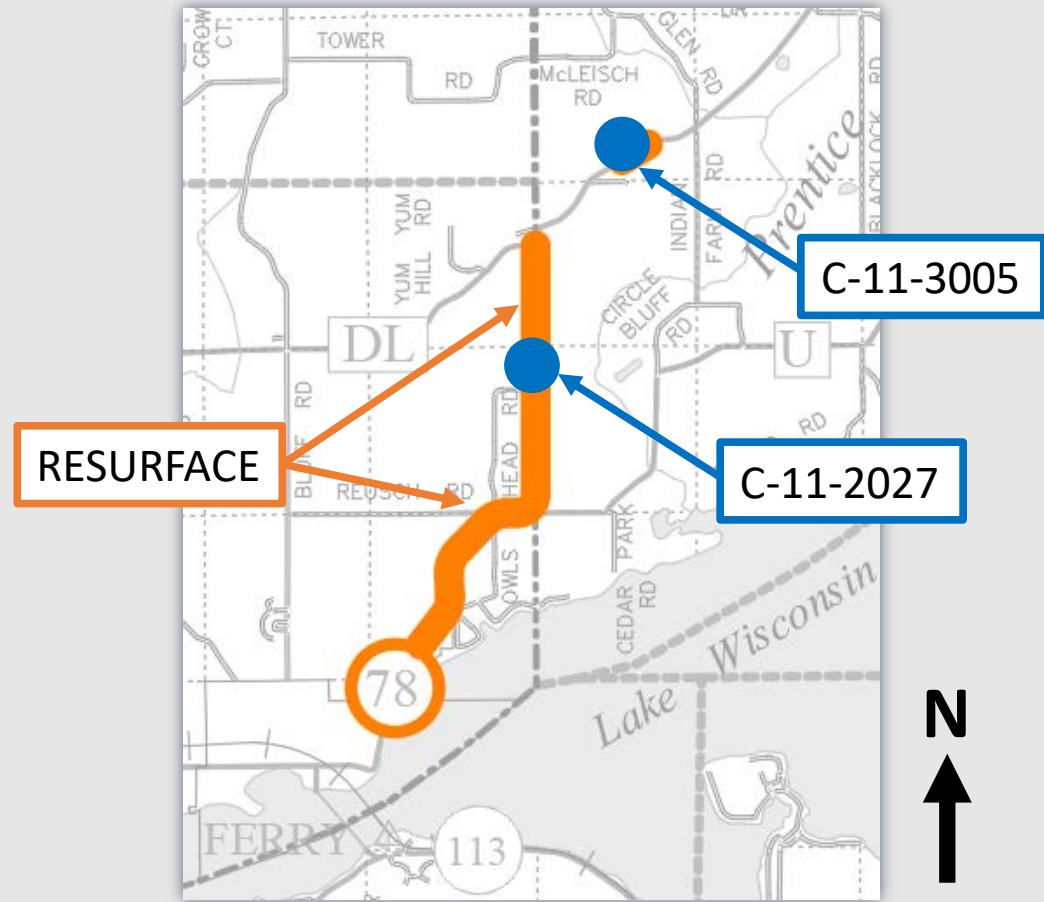 CROW
CT
TOWER
RD
GLEN RD
McLEISCH
RD
BLACKLOCK RD
Prentice
INDIAN
FARM RD
YUM
HILL
YUM
RD
C-11-3005
CIRCLE
BLUFF RD
DL
U
RESURFACE
BLUFF RD
HEAD RD
RD
C-11-2027
REUSCH RD
OWLS
CEDAR PARK
RD
Wisconsin
Lake
78
N
FERRY
113